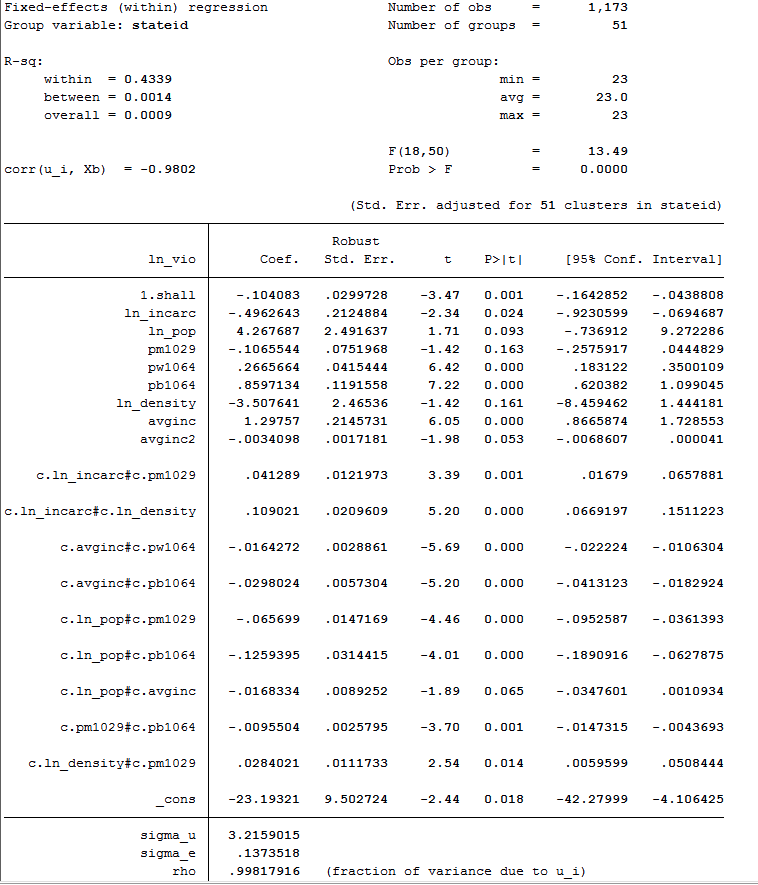 Fixed-effects (within) regression               Number of obs     =      1,173
Group variable: stateid                         Number of groups  =         51
R-sq:                                           Obs per group:
     within  = 0.4339                                         min =         23
     between = 0.0014                                         avg =       23.0
     overall = 0.0009                                         max =         23
                                                F(18,50)          =      13.49
corr(u_i, Xb)  = -0.9802                        Prob > F          =     0.0000
(Std. Err. adjusted for 51 clusters in stateid)
Robust
ln_vio | Coef. Std. Err. t P>|t| [95% Conf. Interval]
1.shall | -.104083 .0299728 -3.47 0.001 -.1642852 -.0438808
ln_incarc | -.4962643 .2124884 -2.34 0.024 -.9230599 -.0694687
ln_pop | 4.267687 2.491637 1.71 0.093 -.736912 9.272286
pm1029 | -.1065544 .0751968 -1.42 0.163 -.2575917 .0444829
pw1064 | .2665664 .0415444 6.42 0.000 .183122 .3500109
pb1064 | .8597134 .1191558 7.22 0.000 .620382 1.099045
ln_density | -3.507641 2.46536 -1.42 0.161 -8.459462 1.444181
avginc | 1.29757 .2145731 6.05 0.000 .8665874 1.728553
avginc2 | -.0034098 .0017181 -1.98 0.053 -.0068607 .000041
c.ln_incarc#c.pm1029 | .041289 .0121973 3.39 0.001 .01679 .0657881
c.ln_incarc#c.ln_density | .109021 .0209609 5.20 0.000 .0669197 .1511223
c.avginc#c.pw1064 | -.0164272 .0028861 -5.69 0.000 -.022224 -.0106304
c.avginc#c.pb1064 | -.0298024 .0057304 -5.20 0.000 -.0413123 -.0182924
c.ln_pop#c.pm1029 | -.065699 .0147169 -4.46 0.000 -.0952587 -.0361393
c.ln_pop#c.pb1064 | -.1259395 .0314415 -4.01 0.000 -.1890916 -.0627875
c.ln_pop#c.avginc | -.0168334 .0089252 -1.89 0.065 -.0347601 .0010934
c.pm1029#c.pb1064 | -.0095504 .0025795 -3.70 0.001 -.0147315 -.0043693
c.ln_density#c.pm1029 | .0284021 .0111733 2.54 0.014 .0059599 .0508444
_cons | -23.19321 9.502724 -2.44 0.018 -42.27999 -4.106425
sigma_u | 3.2159015
sigma_e | .1373518
rho | .99817916 (fraction of variance due to u_i)